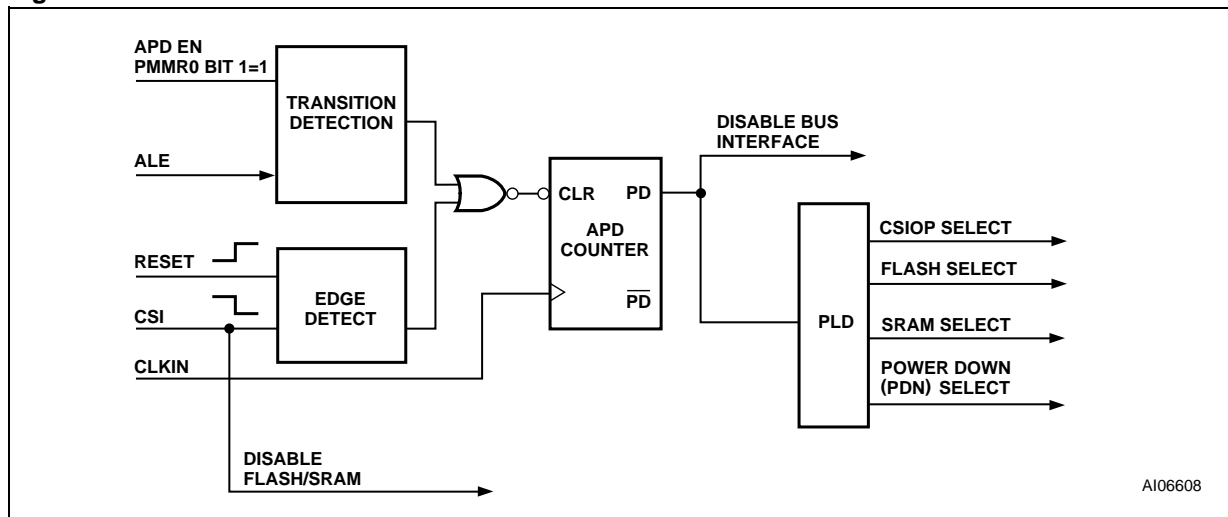 APD EN
PMMR0 BIT 1=1
TRANSITION
DETECTION
ALE
RESET
CSI
EDGE
DETECT
CLKIN
DISABLE
FLASH/SRAM
CLR
PD
APD
COUNTER
PD
DISABLE BUS
INTERFACE
PLD
CSIOP SELECT
FLASH SELECT
SRAM SELECT
POWER DOWN
(PDN) SELECT
AI06608